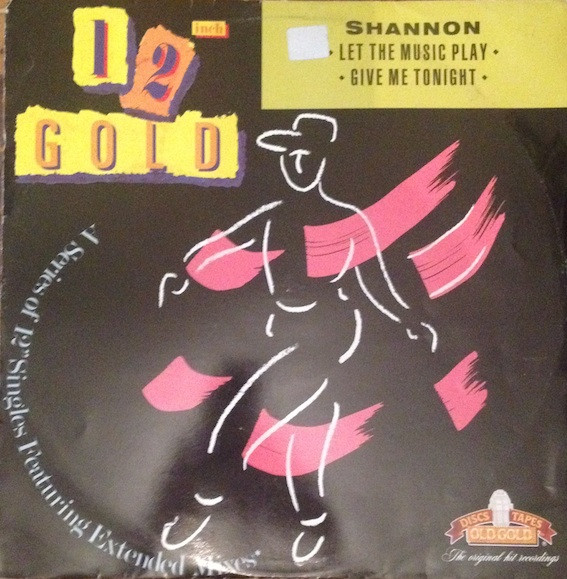 12 inch
GOLD
SHANNON
• LET THE MUSIC PLAY •
• GIVE ME TONIGHT •
A Series of 12" Singles Featuring Extended Mixes"
DISCS TAPES
OLD GOLD
The original hit recordings